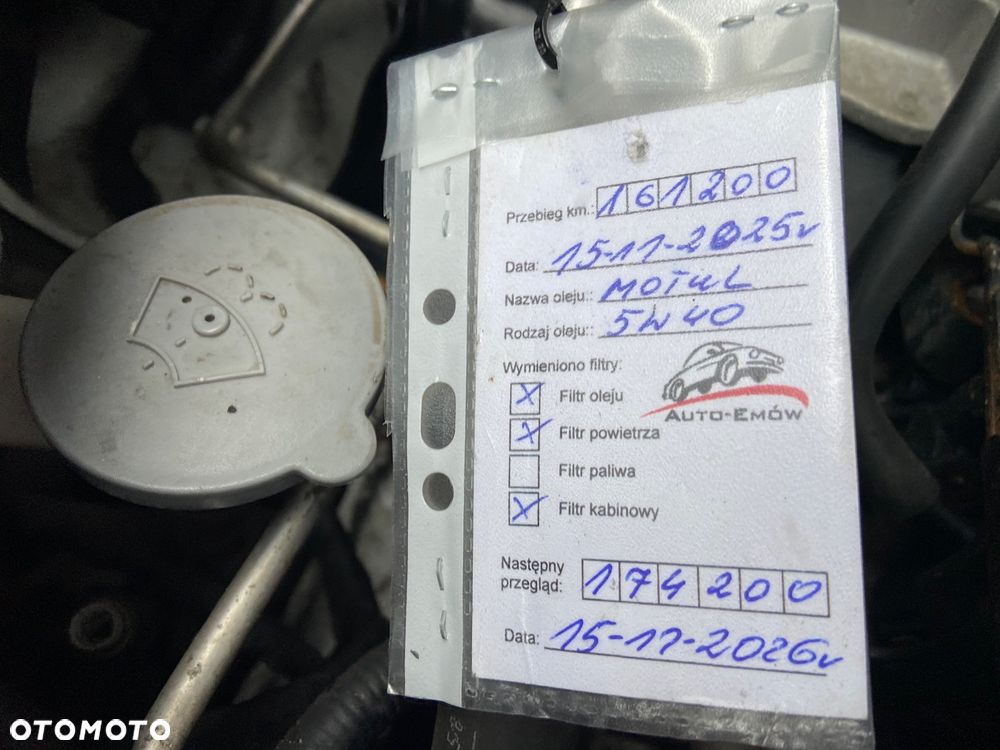 Przebieg km.: 161200
Data: 15-11-2025r
Nazwa oleju:: MOTUL
Rodzaj oleju:: 5W40
Wymieniono filtry:
X Filtr oleju
X Filtr powietrza
Filtr paliwa
X Filtr kabinowy
AUTO-EMÓW
Następny
przegląd: 174200
Data: 15-11-2026r
OTOMOTO